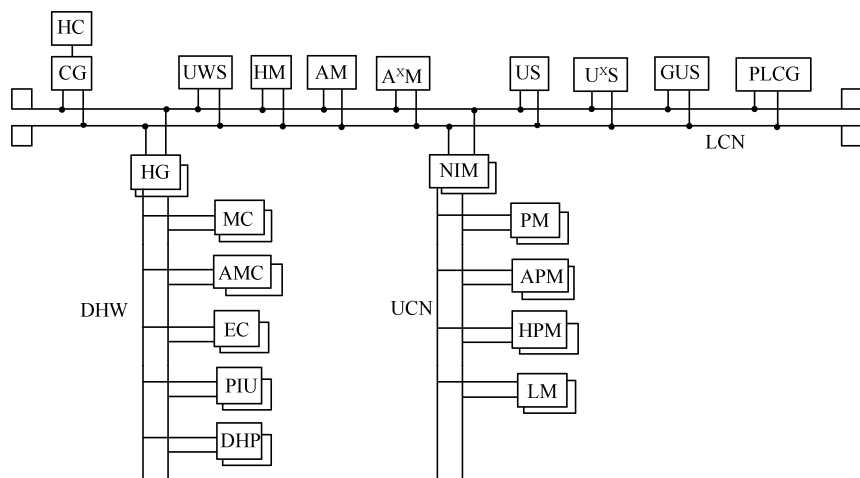 HC
CG
UWS
HM
AM
AˣM
US
UˣS
GUS
PLCG
LCN
HG
NIM
MC
PM
AMC
APM
DHW
UCN
EC
HPM
PIU
LM
DHP